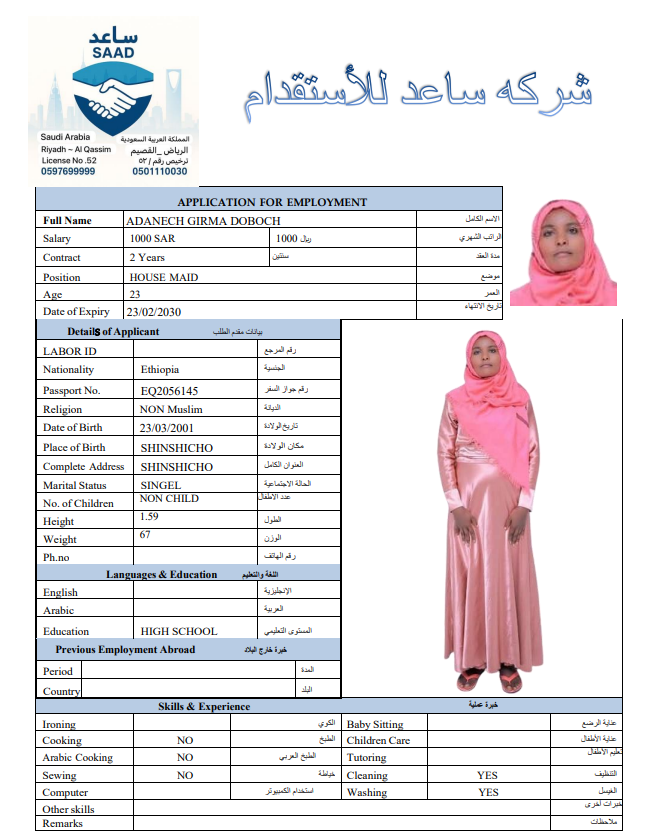 ساعد
SAAD
Saudi Arabia المملكة العربية السعودية
Riyadh ~ Al Qassim الرياض _القصيم
License No .52 ترخيص رقم / ٥٢
0597699999 0501110030
شركه ساعد للأستقدام
APPLICATION FOR EMPLOYMENT
Full Name ADANECH GIRMA DOBOCH الاسم الكامل
Salary 1000 SAR 1000 ريال الراتب الشهري
Contract 2 Years سنتين مدة العقد
Position HOUSE MAID موضع
Age 23 العمر
Date of Expiry 23/02/2030 تاريخ الانتهاء
Details of Applicant بيانات مقدم الطلب
LABOR ID رقم المرجع
Nationality Ethiopia الجنسية
Passport No. EQ2056145 رقم جواز السفر
Religion NON Muslim الديانة
Date of Birth 23/03/2001 تاريخ الولادة
Place of Birth SHINSHICHO مكان الولادة
Complete Address SHINSHICHO العنوان الكامل
Marital Status SINGEL الحالة الاجتماعية
No. of Children NON CHILD عدد الاطفال
Height 1.59 الطول
Weight 67 الوزن
Ph.no رقم الهاتف
Languages & Education اللغة والتعليم
English الإنجليزية
Arabic العربية
Education HIGH SCHOOL المستوى التعليمي
Previous Employment Abroad خبرة خارج البلاد
Period المدة
Country البلد
Skills & Experience خبرة عملية
Ironing الكوي Baby Sitting عناية الرضع
Cooking NO الطبخ Children Care عناية الأطفال
Arabic Cooking NO الطبخ العربي Tutoring تعليم الأطفال
Sewing NO خياطة Cleaning YES التنظيف
Computer استخدام الكمبيوتر Washing YES الغسيل
Other skills خبرات أخرى
Remarks ملاحظات